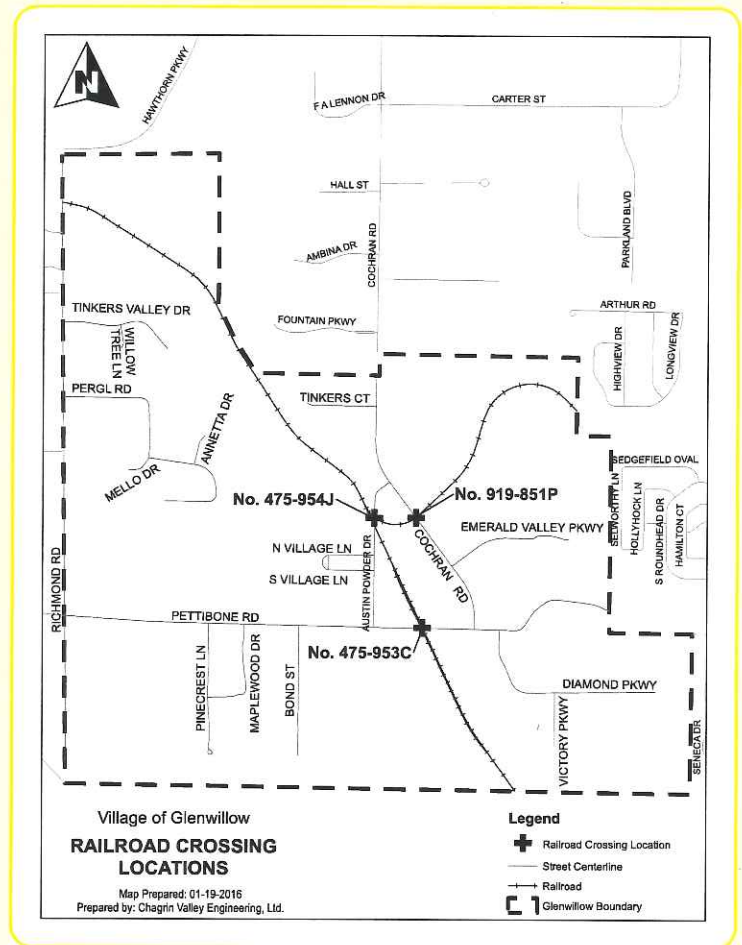 N
HAWTHORN PKWY
F A LENNON DR
CARTER ST
HALL ST
COCHRAN RD
PARKLAND BLVD
AMBINA DR
ARTHUR RD
TINKERS VALLEY DR
FOUNTAIN PKWY
WILLOW
TREE LN
HIGHVIEW DR
LONGVIEW DR
PERGL RD
TINKERS CT
ANNETTA DR
MELLO DR
SEDGEFIELD OVAL
No. 475-954J
No. 919-851P
SELWORTHY LN
HOLLYHOCK LN
S ROUNDHEAD DR
HAMILTON CT
EMERALD VALLEY PKWY
COCHRAN RD
N VILLAGE LN
S VILLAGE LN
AUSTIN POWDER DR
RICHMOND RD
PETTIBONE RD
No. 475-953C
PINECREST LN
MAPLEWOOD DR
BOND ST
DIAMOND PKWY
VICTORY PKWY
SENECA DR
Village of Glenwillow
RAILROAD CROSSING
LOCATIONS
Map Prepared: 01-19-2016
Prepared by: Chagrin Valley Engineering, Ltd.
Legend
Railroad Crossing Location
Street Centerline
Railroad
Glenwillow Boundary